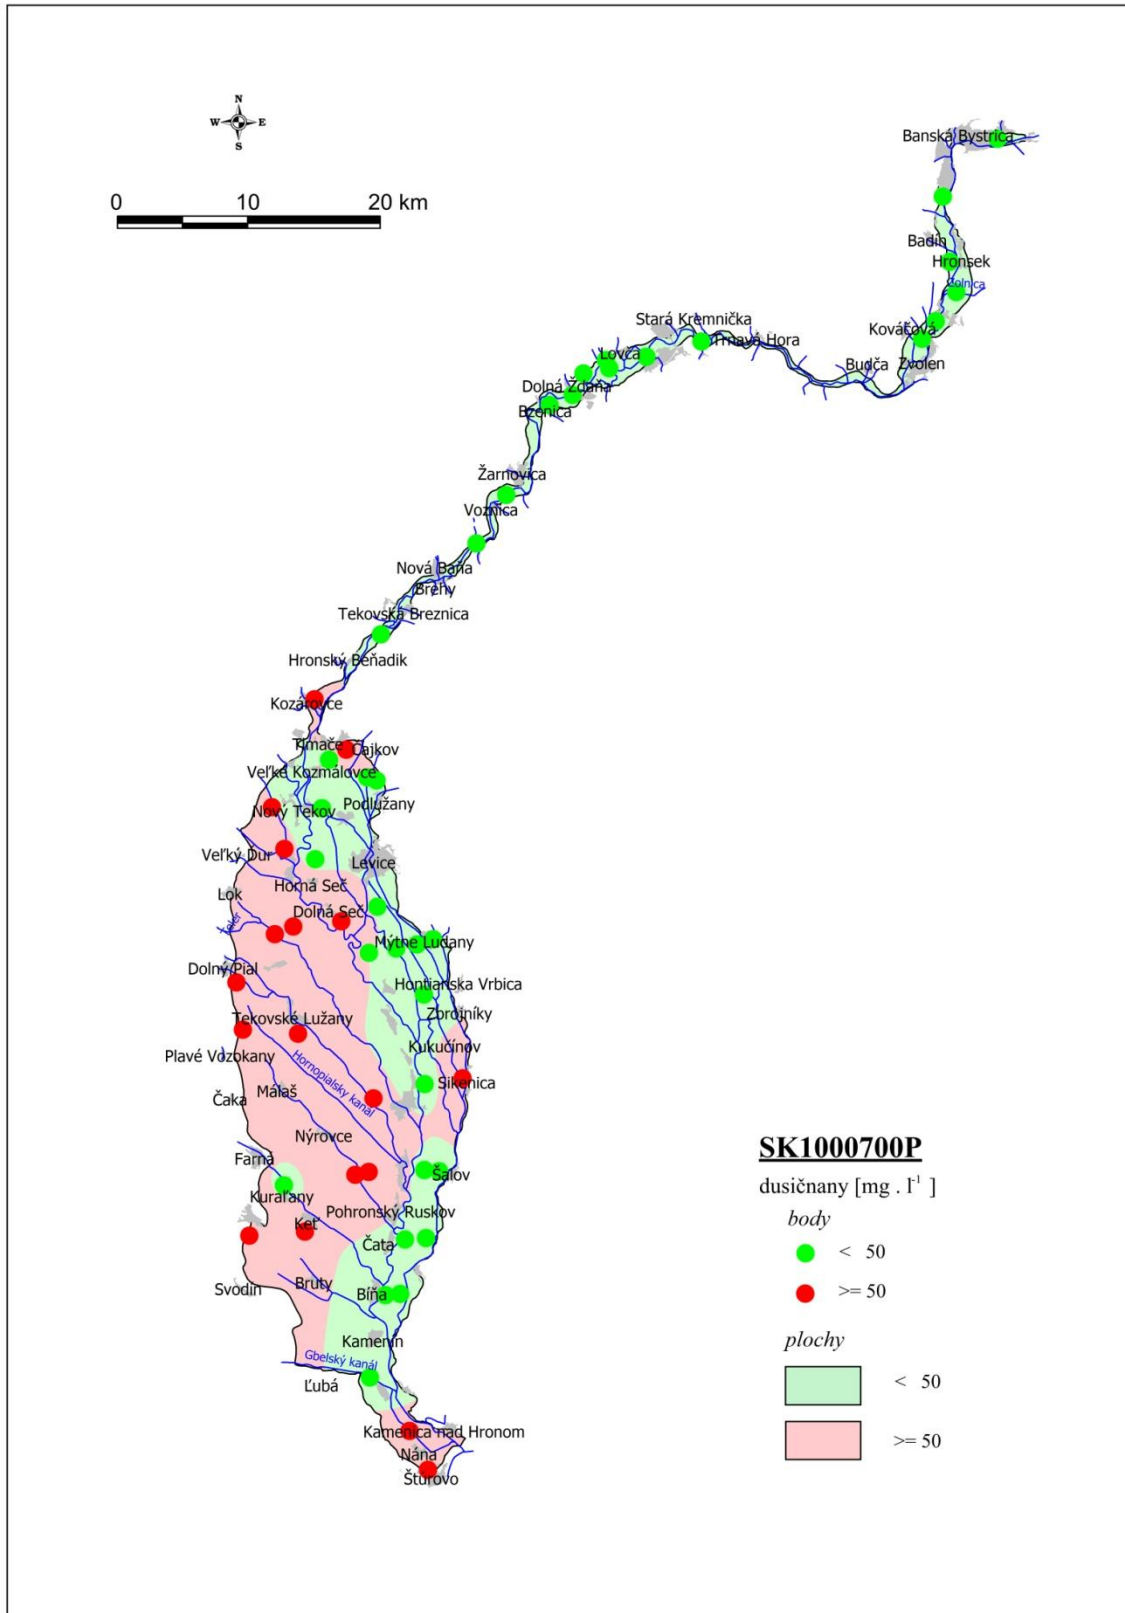 N
W E
S
0 10 20 km
Banská Bystrica
Badín
Hronsek
Stará Kremnička
Kováčová
Trnavá Hora
Lovča
Budča
Zvolen
Dolná Ždaňa
Bzenica
Žarnovica
Voznica
Nová Baňa
Brehy
Tekovská Breznica
Hronský Beňadik
Kozárovce
Tlmače
Čajkov
Veľké Kozmálovce
Podlužany
Nový Tekov
Veľký Ďur
Levice
Horná Seč
Lok
Dolná Seč
Mýtne Ludany
Dolný Pial
Hontianska Vrbica
Zbrojníky
Tekovské Lužany
Kukučínov
Plavé Vozokany
Hornopialsky kanál
Sikenica
Málaš
Čaka
Nýrovce
Farná
Šalov
Kuraľany
Pohronský Ruskov
Keť
Čata
Svodín
Bruty
Bíňa
Kamenín
Gbelský kanál
Ľubá
Kamenica nad Hronom
Nána
Štúrovo
SK1000700P
dusičnany [mg . l⁻¹ ]
body
< 50
>= 50
plochy
< 50
>= 50